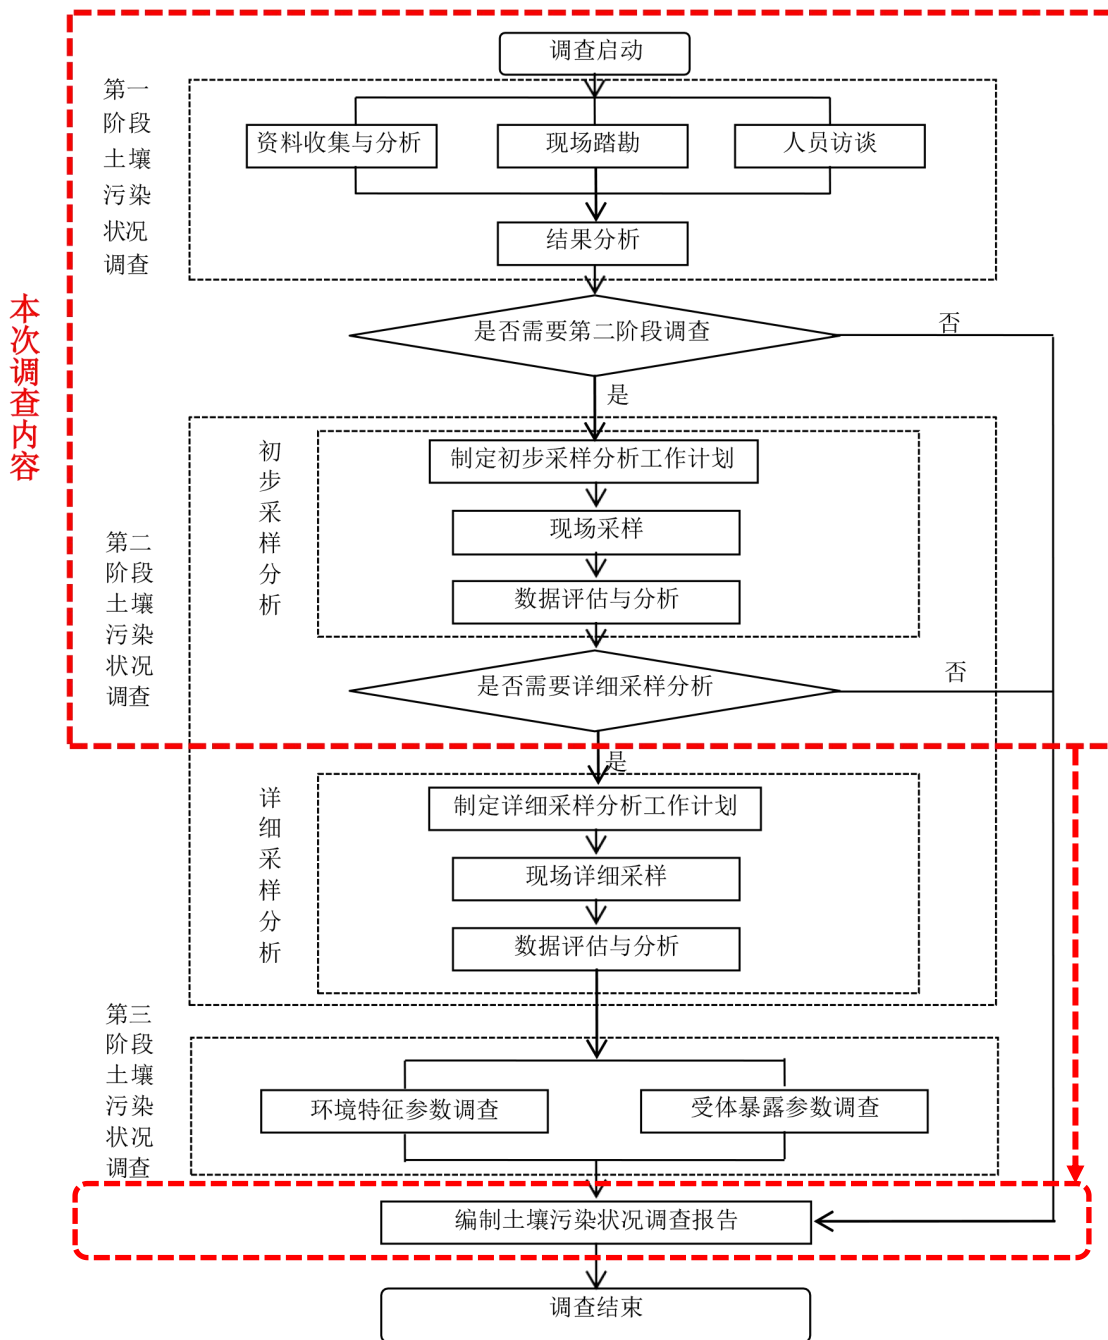 调查启动
第一
阶段
土壤
污染
状况
调查
资料收集与分析
现场踏勘
人员访谈
结果分析
本次调查内容
是否需要第二阶段调查
否
是
第二
阶段
土壤
污染
状况
调查
初步采样分析
制定初步采样分析工作计划
现场采样
数据评估与分析
是否需要详细采样分析
否
是
详细采样分析
制定详细采样分析工作计划
现场详细采样
数据评估与分析
第三
阶段
土壤
污染
状况
调查
环境特征参数调查
受体暴露参数调查
编制土壤污染状况调查报告
调查结束